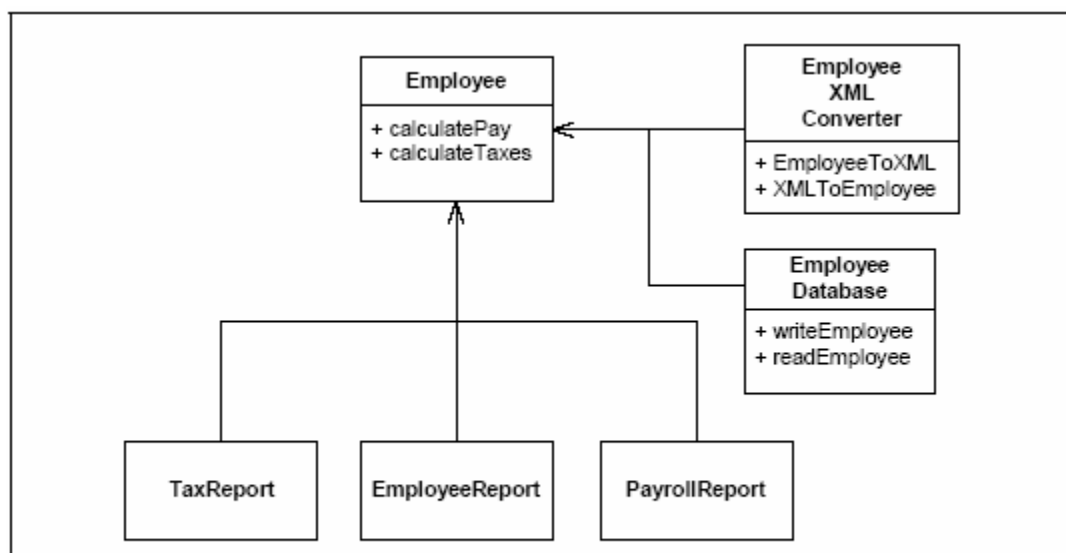 Employee
+ calculatePay
+ calculateTaxes
Employee
XML
Converter
+ EmployeeToXML
+ XMLToEmployee
Employee
Database
+ writeEmployee
+ readEmployee
TaxReport
EmployeeReport
PayrollReport